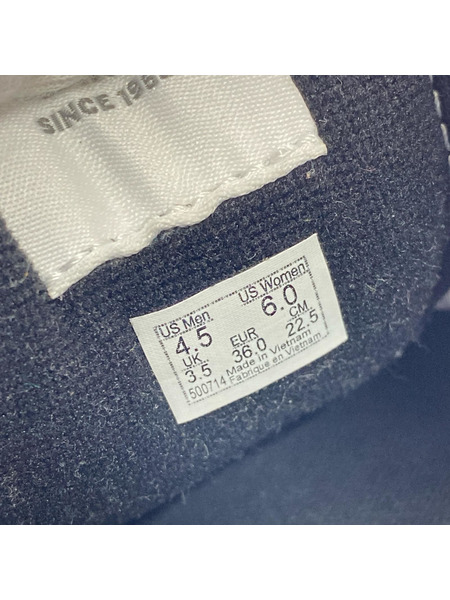 SINCE 195
US Men US Women
4.5 6.0
UK EUR CM
3.5 36.0 22.5
500714 Made in Vietnam
Fabriqué en Vietnam